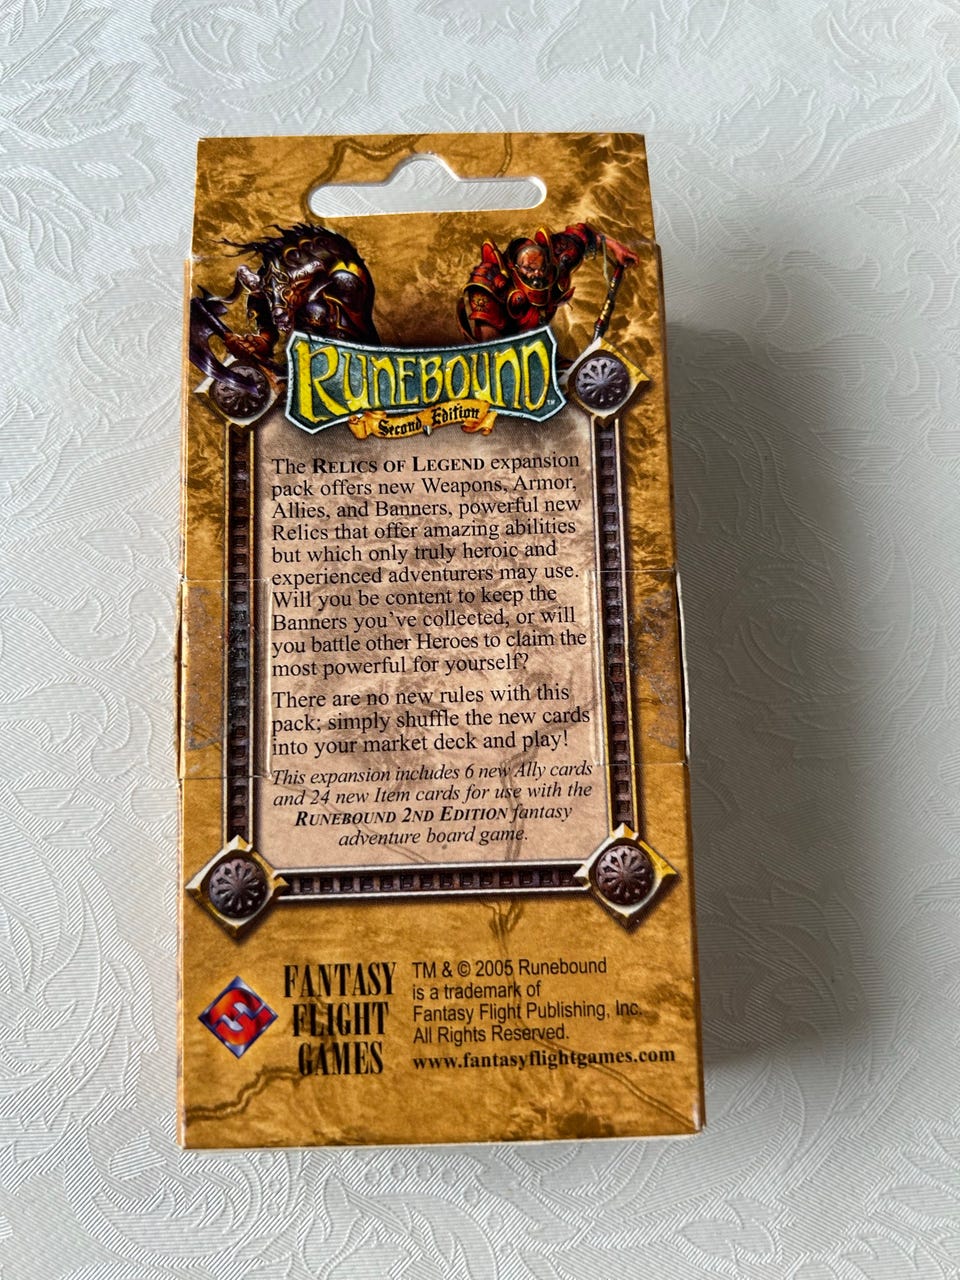 RUNEBOUND™
Second Edition
The RELICS OF LEGEND expansion
pack offers new Weapons, Armor,
Allies, and Banners, powerful new
Relics that offer amazing abilities
but which only truly heroic and
experienced adventurers may use.
Will you be content to keep the
Banners you've collected, or will
you battle other Heroes to claim the
most powerful for yourself?
There are no new rules with this
pack; simply shuffle the new cards
into your market deck and play!
This expansion includes 6 new Ally cards
and 24 new Item cards for use with the
RUNEBOUND 2ND EDITION fantasy
adventure board game.
FANTASY
FLIGHT
GAMES
TM & © 2005 Runebound
is a trademark of
Fantasy Flight Publishing, Inc.
All Rights Reserved.
www.fantasyflightgames.com